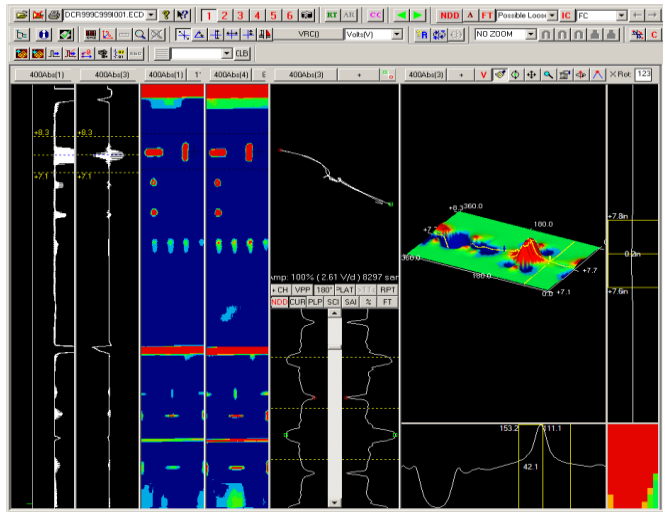 DCR999C999I001.ECD ? 1 2 3 4 5 6 RT AR CC NDD A FT Possible Loose IC FC
VRC() Volts(V) R NO ZOOM C
CLB
400Abs(1) 400Abs(3) 400Abs(1) 1' 400Abs(4) E 400Abs(3) + 400Abs(3) + V Rot 123
+8.3 +8.3
+7.1 +7.1
+8.3 360.0 180.0
+7.7
360.0 180.0 0.0 +7.1
+7.8in
0.2in
+7.6in
Amp: 100% ( 2.61 V/d ) 8297 sam
+ CH VPP 180° PLAT RPT
NDD CUR PLP SCI SAI % FT
153.2 111.1
42.1